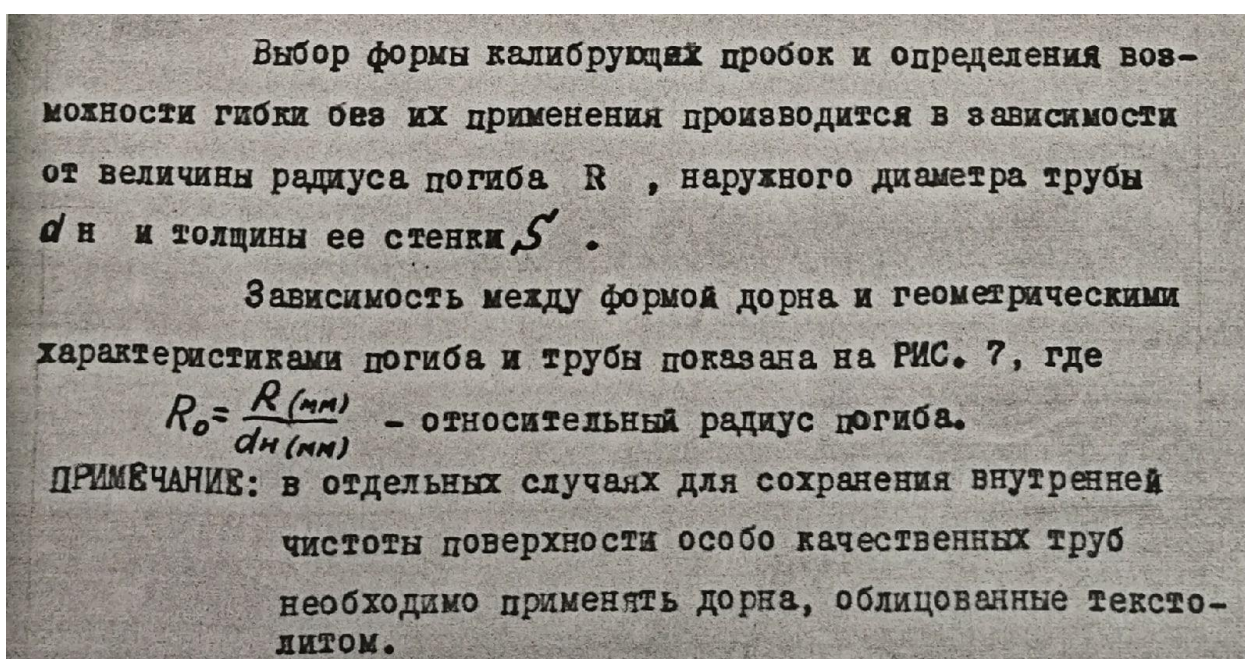 Выбор формы калибрующих пробок и определения воз-
можности гибки без их применения производится в зависимости
от величины радиуса погиба R , наружного диаметра трубы
dн и толщины ее стенки S .
Зависимость между формой дорна и геометрическими
характеристиками погиба и трубы показана на РИС. 7, где
R₀ = R (мм) / dн (мм) – относительный радиус погиба.
ПРИМЕЧАНИЕ: в отдельных случаях для сохранения внутренней
чистоты поверхности особо качественных труб
необходимо применять дорна, облицованные тексто-
литом.